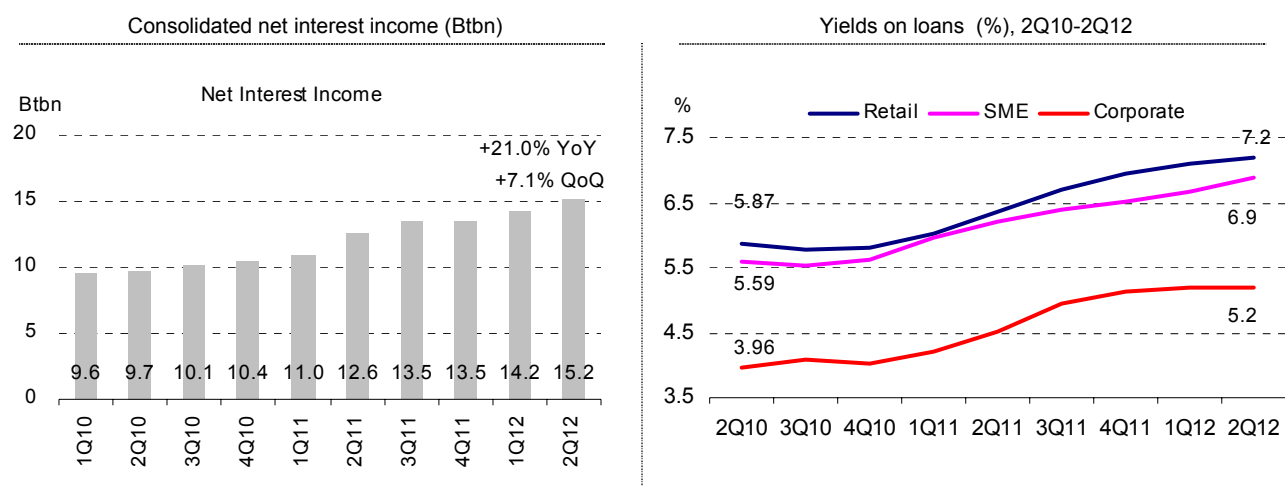 Consolidated net interest income (Btbn)
Net Interest Income
Btbn
20
15
10
5
0
+21.0% YoY
+7.1% QoQ
9.6 9.7 10.1 10.4 11.0 12.6 13.5 13.5 14.2 15.2
1Q10 2Q10 3Q10 4Q10 1Q11 2Q11 3Q11 4Q11 1Q12 2Q12
Yields on loans (%), 2Q10-2Q12
%
Retail SME Corporate
7.5
6.5
5.5
4.5
3.5
7.2
5.87
6.9
5.59
5.2
3.96
2Q10 3Q10 4Q10 1Q11 2Q11 3Q11 4Q11 1Q12 2Q12